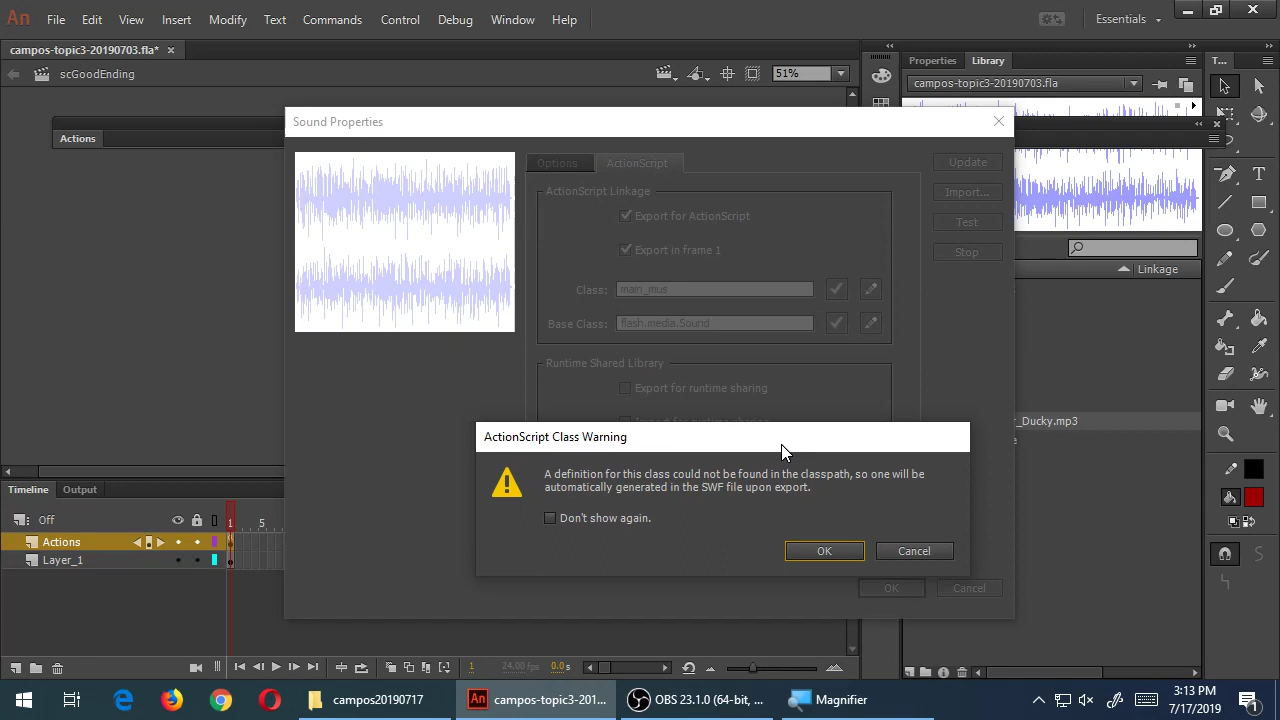 An File Edit View Insert Modify Text Commands Control Debug Window Help Essentials
campos-topic3-20190703.fla* ×
scGoodEnding 51%
Properties Library T...
campos-topic3-20190703.fla
Actions
Sound Properties
Options ActionScript
Update
Import...
Test
Stop
ActionScript Linkage
Export for ActionScript
Export in frame 1
Class: main_mus
Base Class: flash.media.Sound
Runtime Shared Library
Export for runtime sharing
Linkage
r_Ducky.mp3
ActionScript Class Warning
A definition for this class could not be found in the classpath, so one will be
automatically generated in the SWF file upon export.
Don't show again.
OK Cancel
OK Cancel
Timeline Output
Off 1 5
Actions
Layer_1
1 24.00 fps 0.0 s
campos20190717
campos-topic3-201...
OBS 23.1.0 (64-bit, ...
Magnifier
3:13 PM
7/17/2019
1